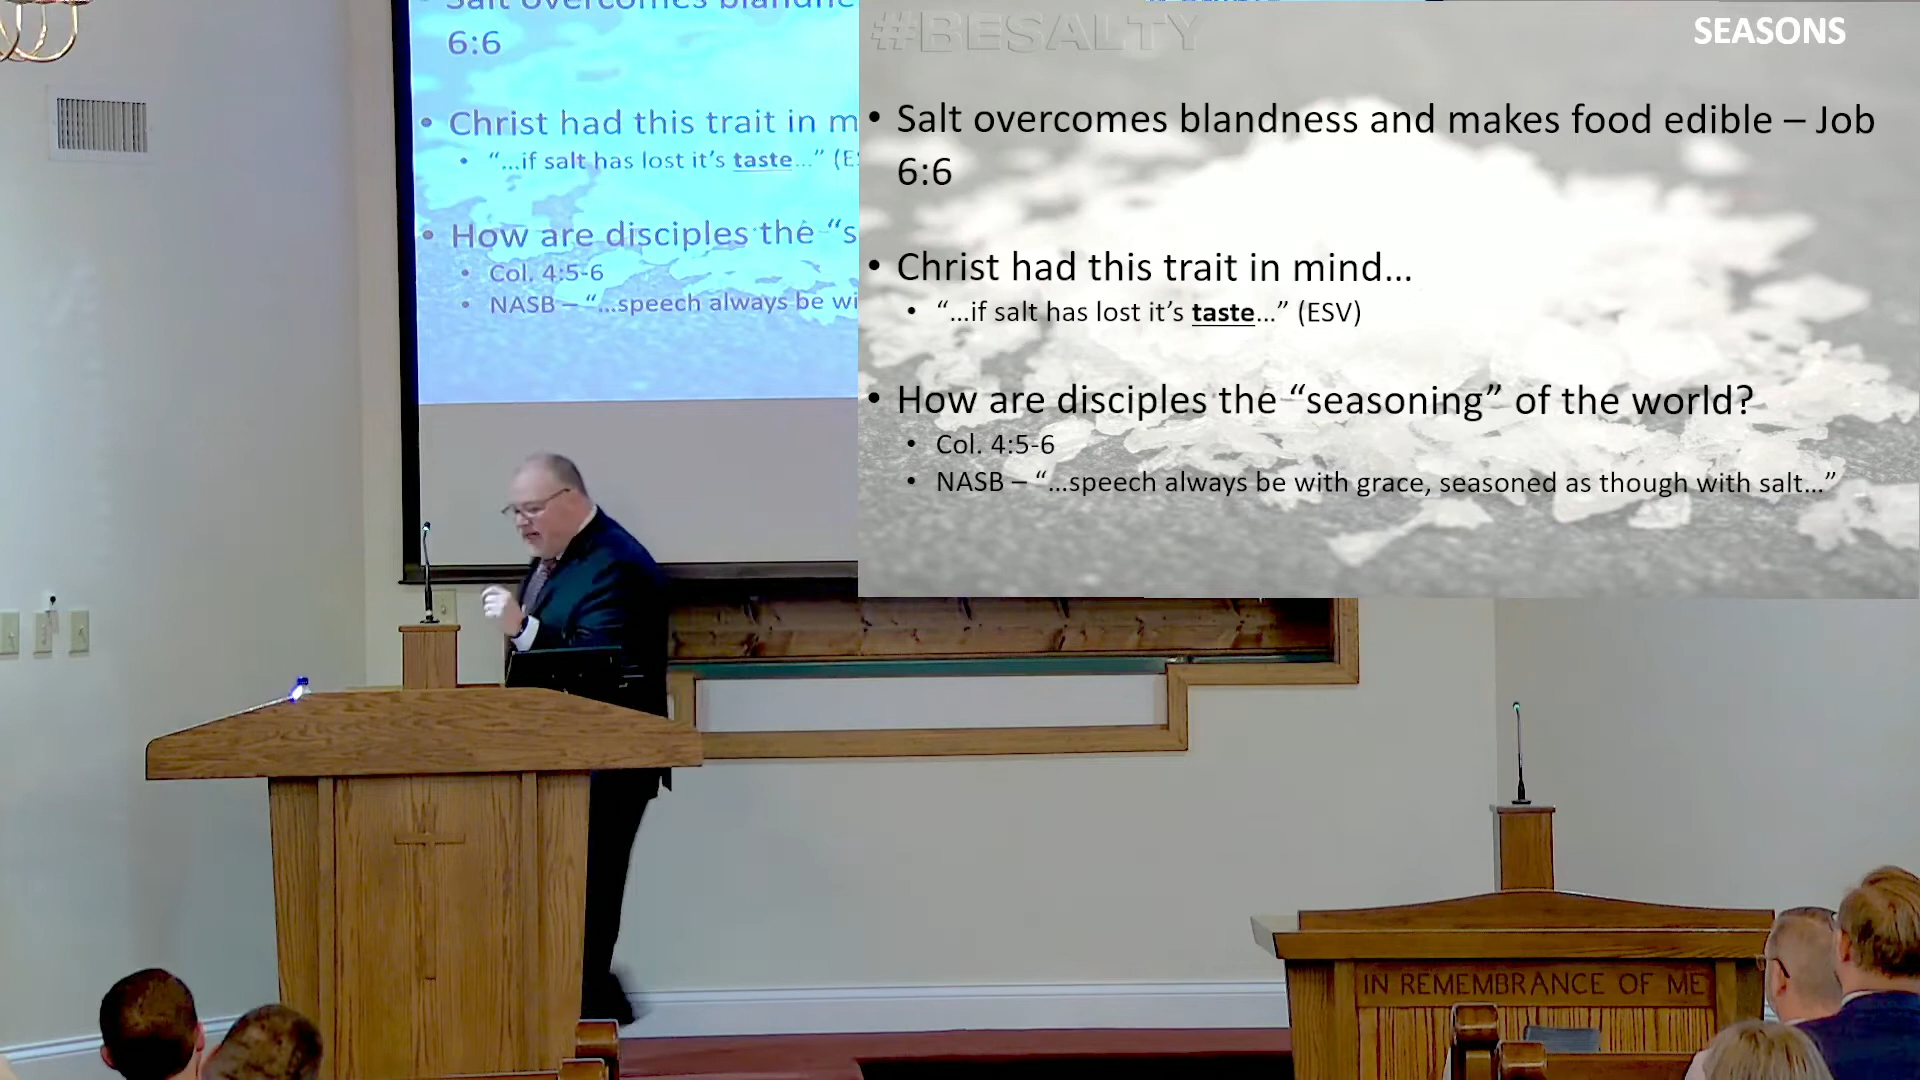 Salt overcomes blandne
6:6
• Christ had this trait in m
• “...if salt has lost it’s taste...” (E
• How are disciples the “s
• Col. 4:5-6
• NASB – “...speech always be wi
#BESALTY
SEASONS
• Salt overcomes blandness and makes food edible – Job
6:6
• Christ had this trait in mind...
• “...if salt has lost it’s taste...” (ESV)
• How are disciples the “seasoning” of the world?
• Col. 4:5-6
• NASB – “...speech always be with grace, seasoned as though with salt...”
IN REMEMBRANCE OF ME